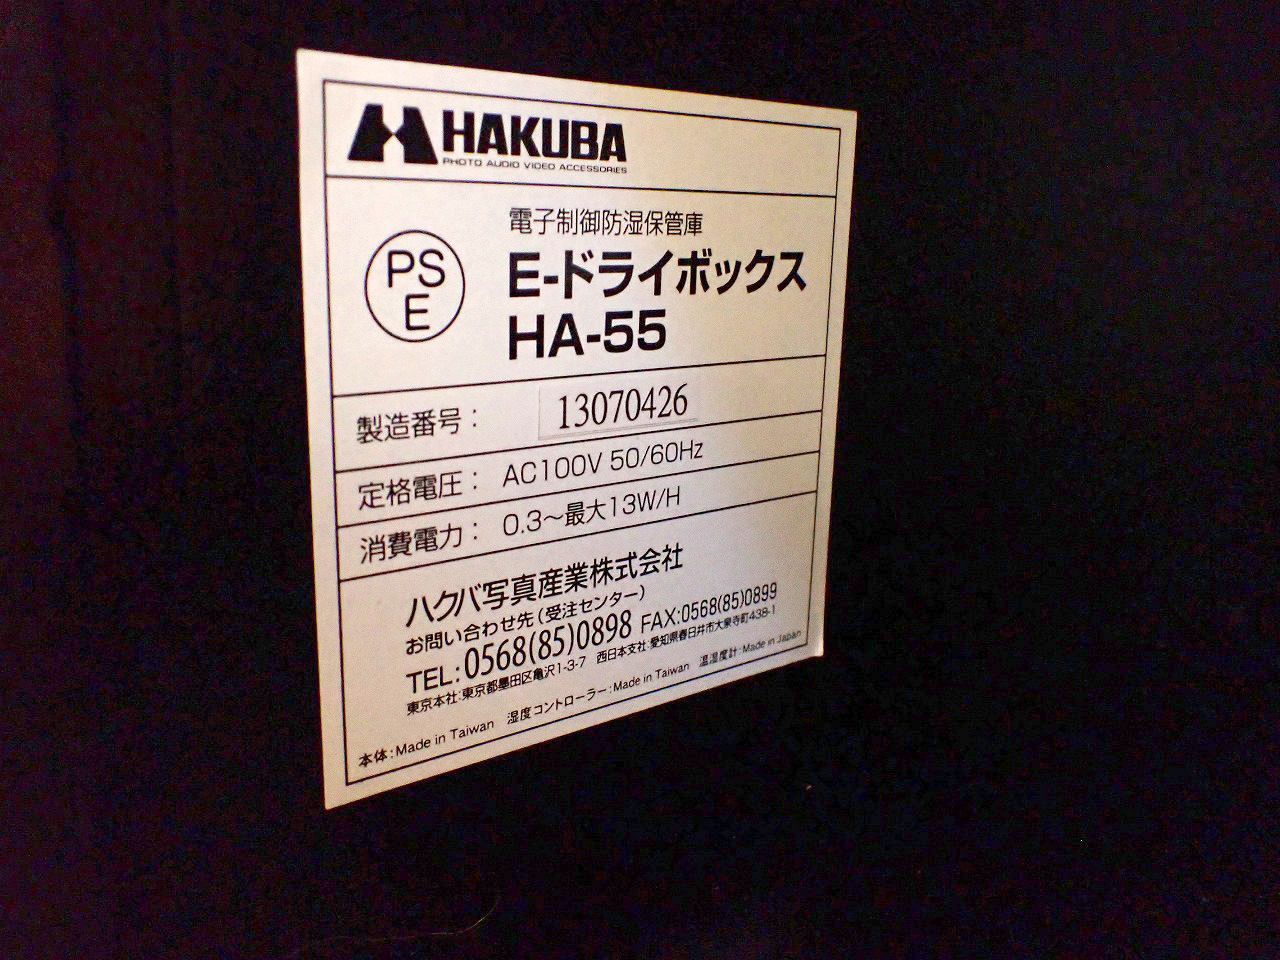 HAKUBA
PHOTO AUDIO VIDEO ACCESSORIES
PS
E
電子制御防湿保管庫
E-ドライボックス
HA-55
製造番号： 13070426
定格電圧： AC100V 50/60Hz
消費電力： 0.3〜最大13W/H
ハクバ写真産業株式会社
お問い合わせ先（受注センター）
TEL:0568(85)0898 FAX:0568(85)0899
東京本社:東京都墨田区亀沢1-3-7 西日本支社:愛知県春日井市大泉寺町438-1
本体:Made in Taiwan 湿度コントローラー:Made in Taiwan 温湿度計:Made in Japan